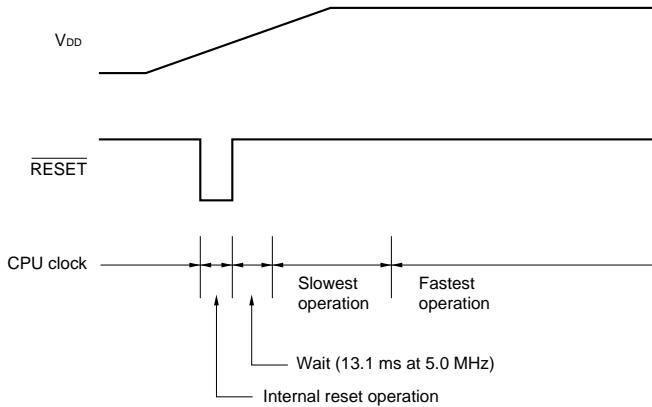 VDD
RESET
CPU clock
Slowest
operation
Fastest
operation
Wait (13.1 ms at 5.0 MHz)
Internal reset operation